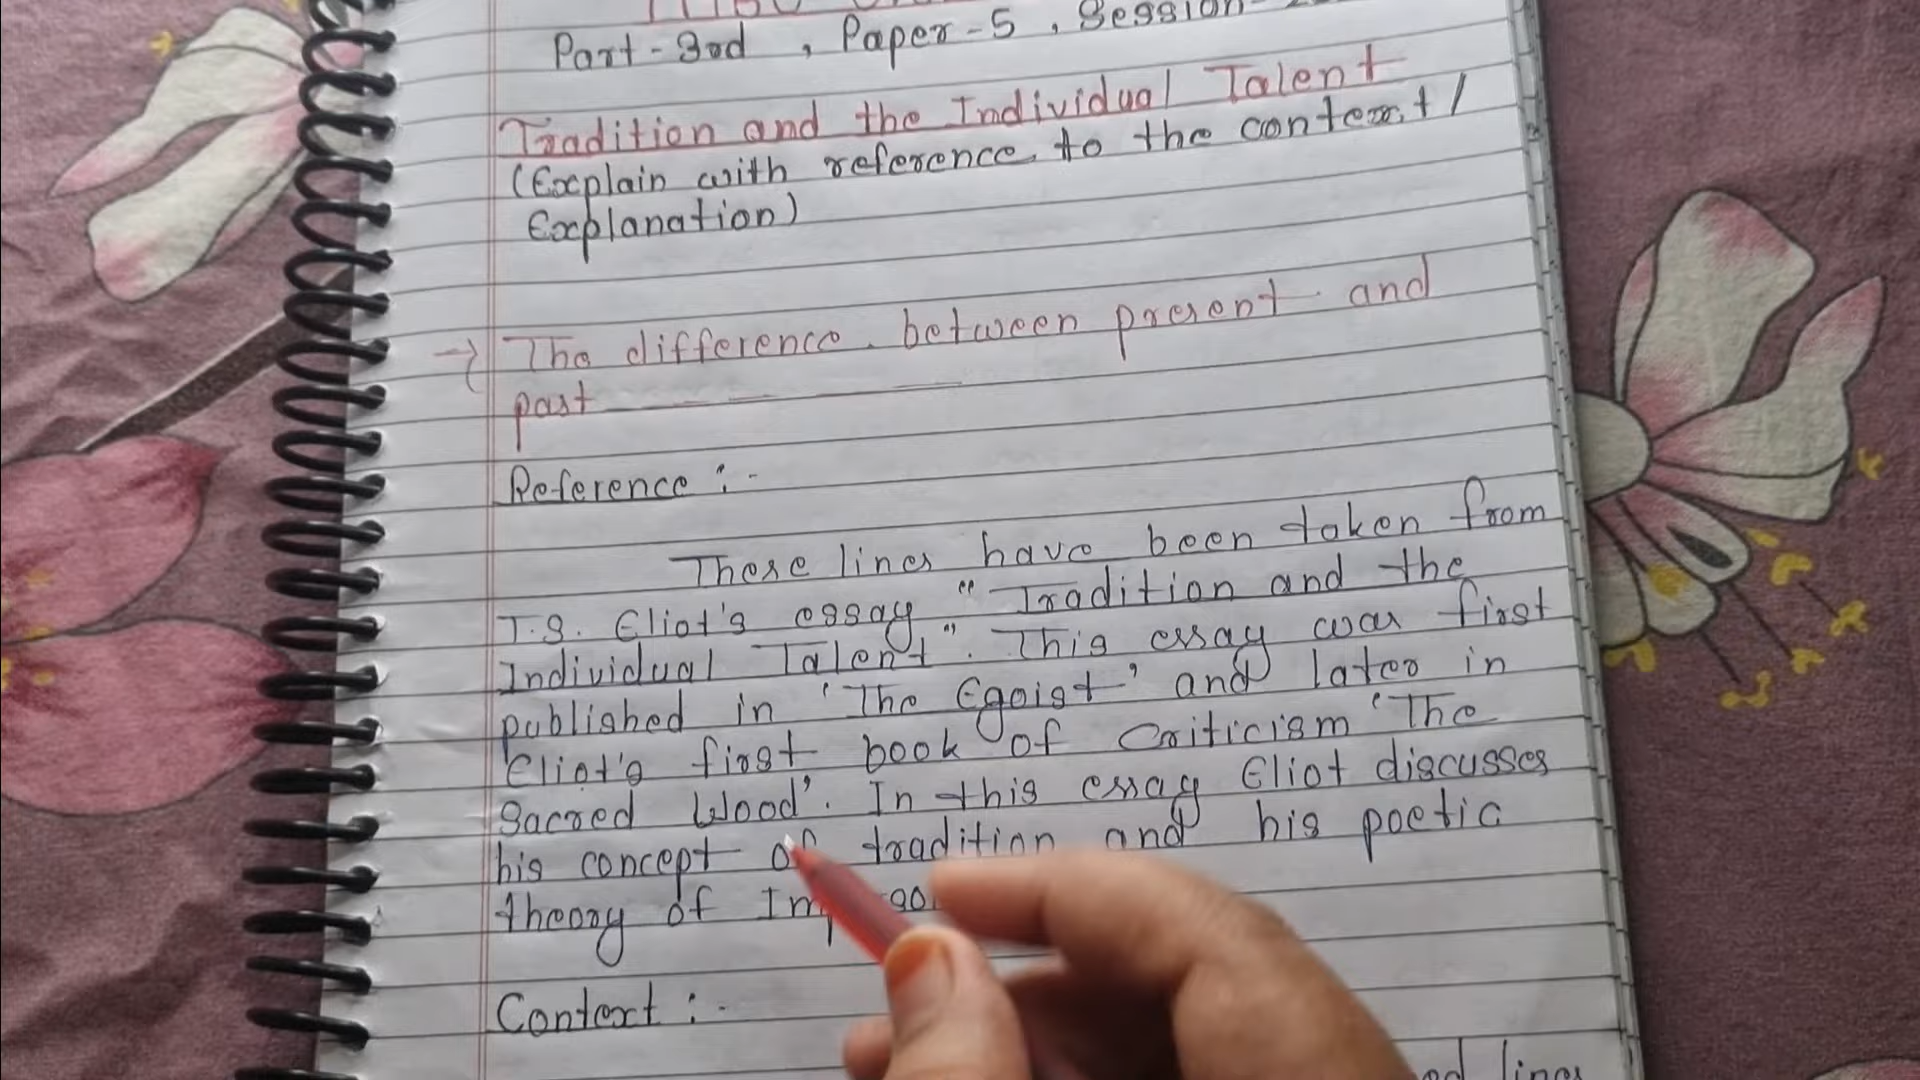 Part-3rd, Paper-5, Session-
Tradition and the Individual Talent
(Explain with reference to the context/
Explanation)
→ The difference between present and
past
Reference :-
These lines have been taken from
T.S. Eliot's essay "Tradition and the
Individual Talent". This essay was first
published in 'The Egoist' and later in
Eliot's first book of Criticism 'The
Sacred Wood'. In this essay Eliot discusses
his concept of tradition and his poetic
theory of
Context :-
lines